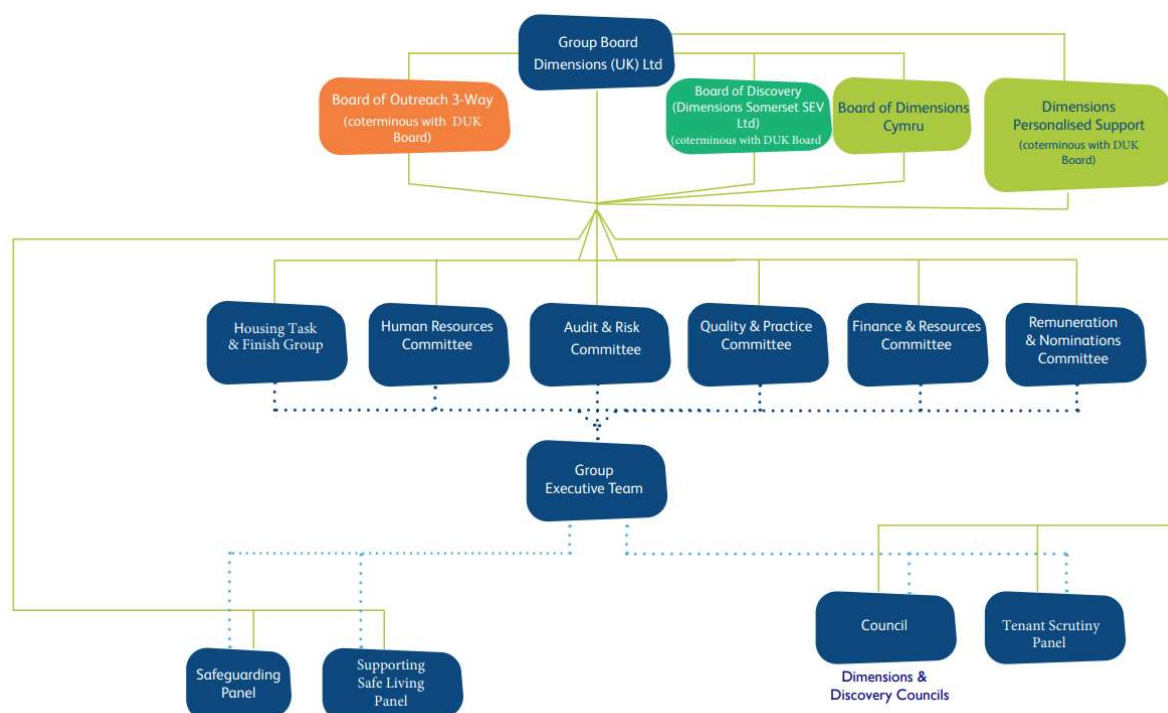 Group Board
Dimensions (UK) Ltd
Board of Outreach 3-Way
(coterminous with DUK
Board)
Board of Discovery
(Dimensions Somerset SEV
Ltd)
(coterminous with DUK Board
Board of Dimensions
Cymru
Dimensions
Personalised Support
(coterminous with DUK
Board)
Housing Task
& Finish Group
Human Resources
Committee
Audit & Risk
Committee
Quality & Practice
Committee
Finance & Resources
Committee
Remuneration
& Nominations
Committee
Group
Executive Team
Safeguarding
Panel
Supporting
Safe Living
Panel
Council
Dimensions &
Discovery Councils
Tenant Scrutiny
Panel